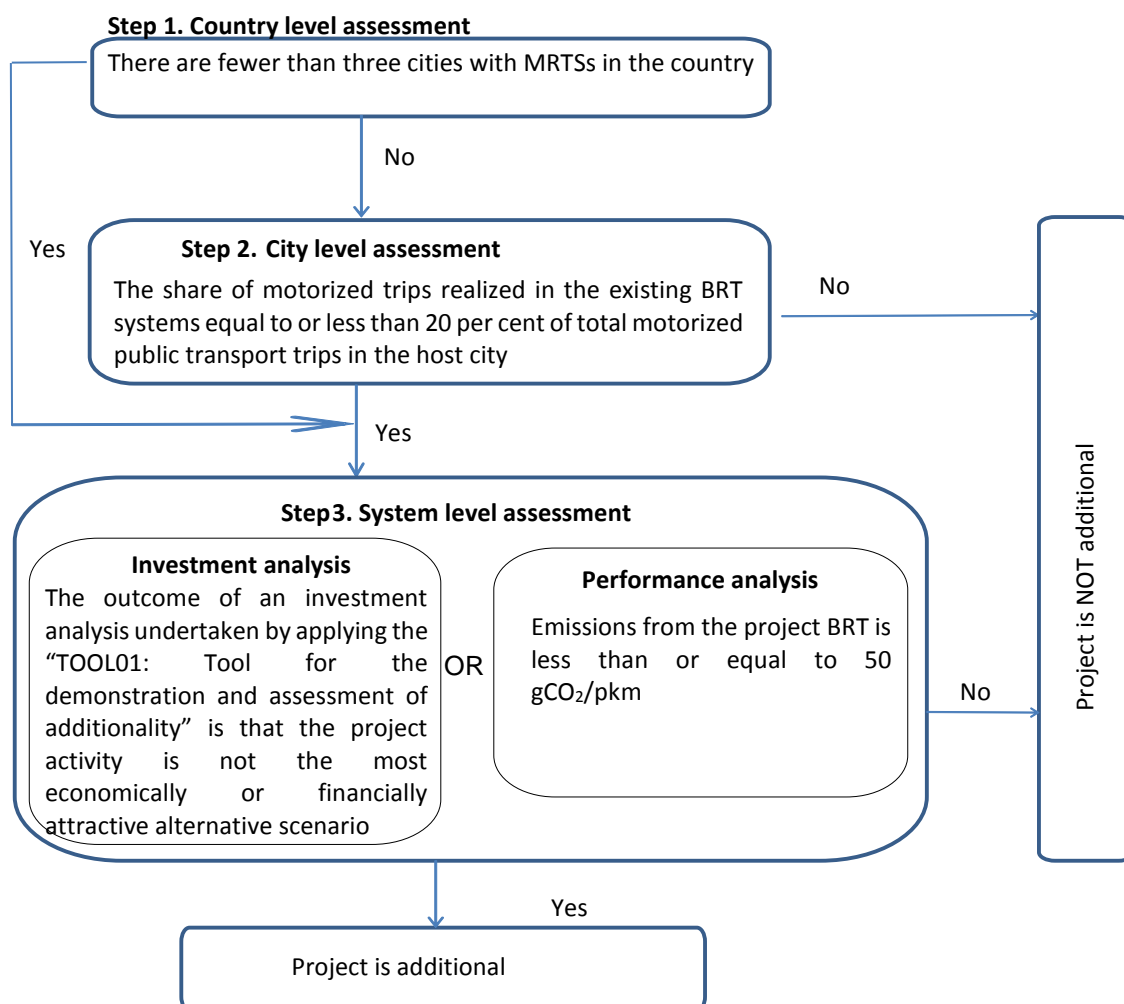 Step 1. Country level assessment
There are fewer than three cities with MRTSs in the country
No
Yes
Step 2. City level assessment
The share of motorized trips realized in the existing BRT
systems equal to or less than 20 per cent of total motorized
public transport trips in the host city
No
Yes
Step3. System level assessment
Investment analysis
The outcome of an investment
analysis undertaken by applying the
“TOOL01: Tool for the
demonstration and assessment of
additionality” is that the project
activity is not the most
economically or financially
attractive alternative scenario
OR
Performance analysis
Emissions from the project BRT is
less than or equal to 50
gCO₂/pkm
No
Project is NOT additional
Yes
Project is additional